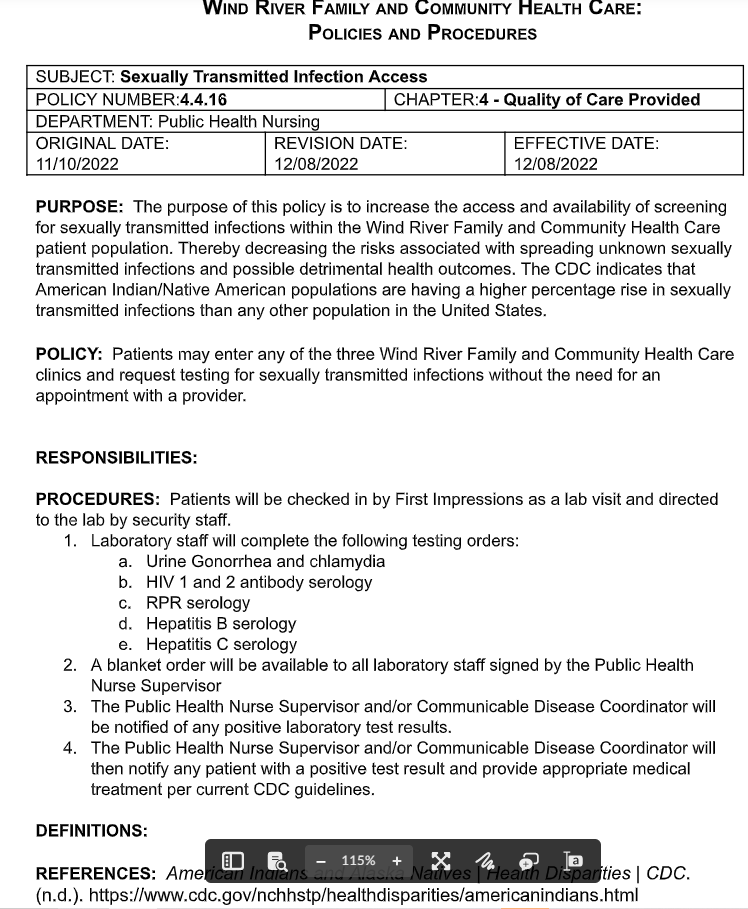 WIND RIVER FAMILY AND COMMUNITY HEALTH CARE:
POLICIES AND PROCEDURES
SUBJECT: Sexually Transmitted Infection Access
POLICY NUMBER:4.4.16 CHAPTER:4 - Quality of Care Provided
DEPARTMENT: Public Health Nursing
ORIGINAL DATE: REVISION DATE: EFFECTIVE DATE:
11/10/2022 12/08/2022 12/08/2022
PURPOSE: The purpose of this policy is to increase the access and availability of screening
for sexually transmitted infections within the Wind River Family and Community Health Care
patient population. Thereby decreasing the risks associated with spreading unknown sexually
transmitted infections and possible detrimental health outcomes. The CDC indicates that
American Indian/Native American populations are having a higher percentage rise in sexually
transmitted infections than any other population in the United States.
POLICY: Patients may enter any of the three Wind River Family and Community Health Care
clinics and request testing for sexually transmitted infections without the need for an
appointment with a provider.
RESPONSIBILITIES:
PROCEDURES: Patients will be checked in by First Impressions as a lab visit and directed
to the lab by security staff.
1. Laboratory staff will complete the following testing orders:
a. Urine Gonorrhea and chlamydia
b. HIV 1 and 2 antibody serology
c. RPR serology
d. Hepatitis B serology
e. Hepatitis C serology
2. A blanket order will be available to all laboratory staff signed by the Public Health
Nurse Supervisor
3. The Public Health Nurse Supervisor and/or Communicable Disease Coordinator will
be notified of any positive laboratory test results.
4. The Public Health Nurse Supervisor and/or Communicable Disease Coordinator will
then notify any patient with a positive test result and provide appropriate medical
treatment per current CDC guidelines.
DEFINITIONS:
− 115% + a
REFERENCES: American Indians and Alaska Natives | Health Disparities | CDC.
(n.d.). https://www.cdc.gov/nchhstp/healthdisparities/americanindians.html